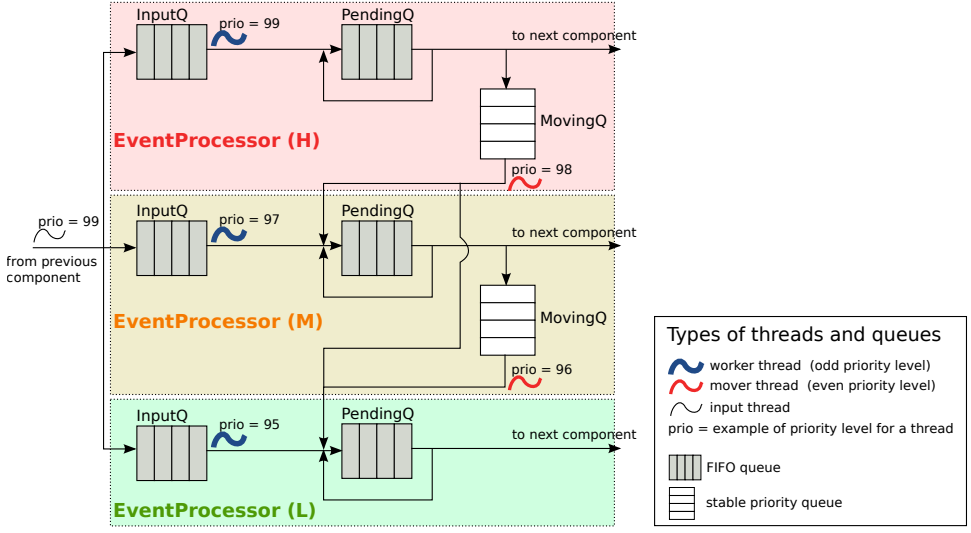 InputQ
prio = 99
PendingQ
to next component
MovingQ
EventProcessor (H)
prio = 98
InputQ
prio = 97
PendingQ
to next component
prio = 99
from previous
component
MovingQ
EventProcessor (M)
prio = 96
InputQ
prio = 95
PendingQ
to next component
EventProcessor (L)
Types of threads and queues
worker thread (odd priority level)
mover thread (even priority level)
input thread
prio = example of priority level for a thread
FIFO queue
stable priority queue